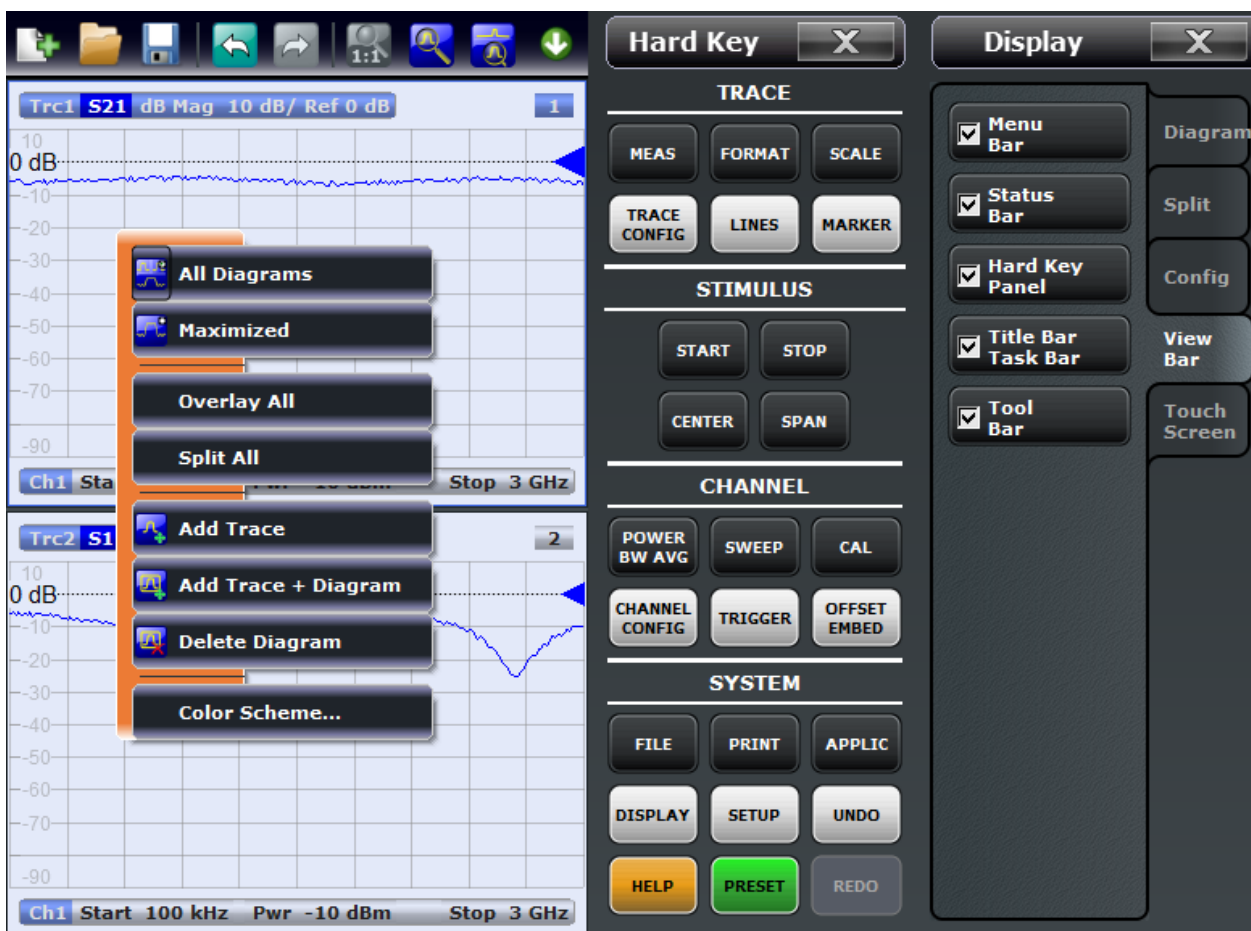 1:1
Trc1 S21 dB Mag 10 dB/ Ref 0 dB 1
10
0 dB
-10
-20
-30
-40
-50
-60
-70
-90
Ch1 Sta
Stop 3 GHz
All Diagrams
Maximized
Overlay All
Split All
Add Trace
Add Trace + Diagram
Delete Diagram
Color Scheme...
Trc2 S1 2
10
0 dB
-10
-20
-30
-40
-50
-60
-70
-90
Ch1 Start 100 kHz Pwr -10 dBm Stop 3 GHz
Hard Key X
TRACE
MEAS FORMAT SCALE
TRACE
CONFIG
LINES MARKER
STIMULUS
START STOP
CENTER SPAN
CHANNEL
POWER
BW AVG
SWEEP CAL
CHANNEL
CONFIG
TRIGGER
OFFSET
EMBED
SYSTEM
FILE PRINT APPLIC
DISPLAY SETUP UNDO
HELP PRESET REDO
Display X
Menu
Bar
Status
Bar
Hard Key
Panel
Title Bar
Task Bar
Tool
Bar
Diagram
Split
Config
View
Bar
Touch
Screen